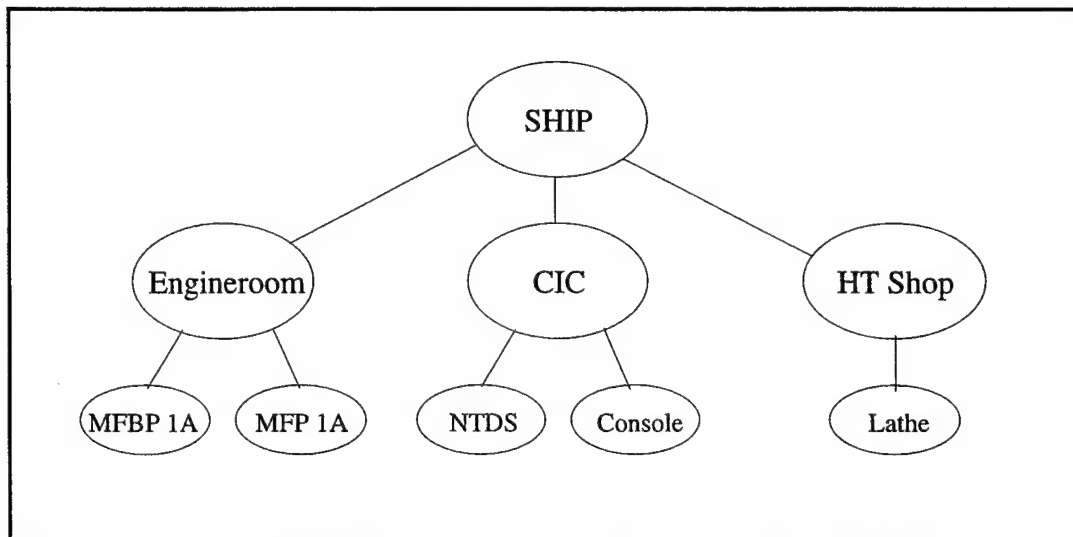 SHIP
Engineroom
CIC
HT Shop
MFBP 1A
MFP 1A
NTDS
Console
Lathe